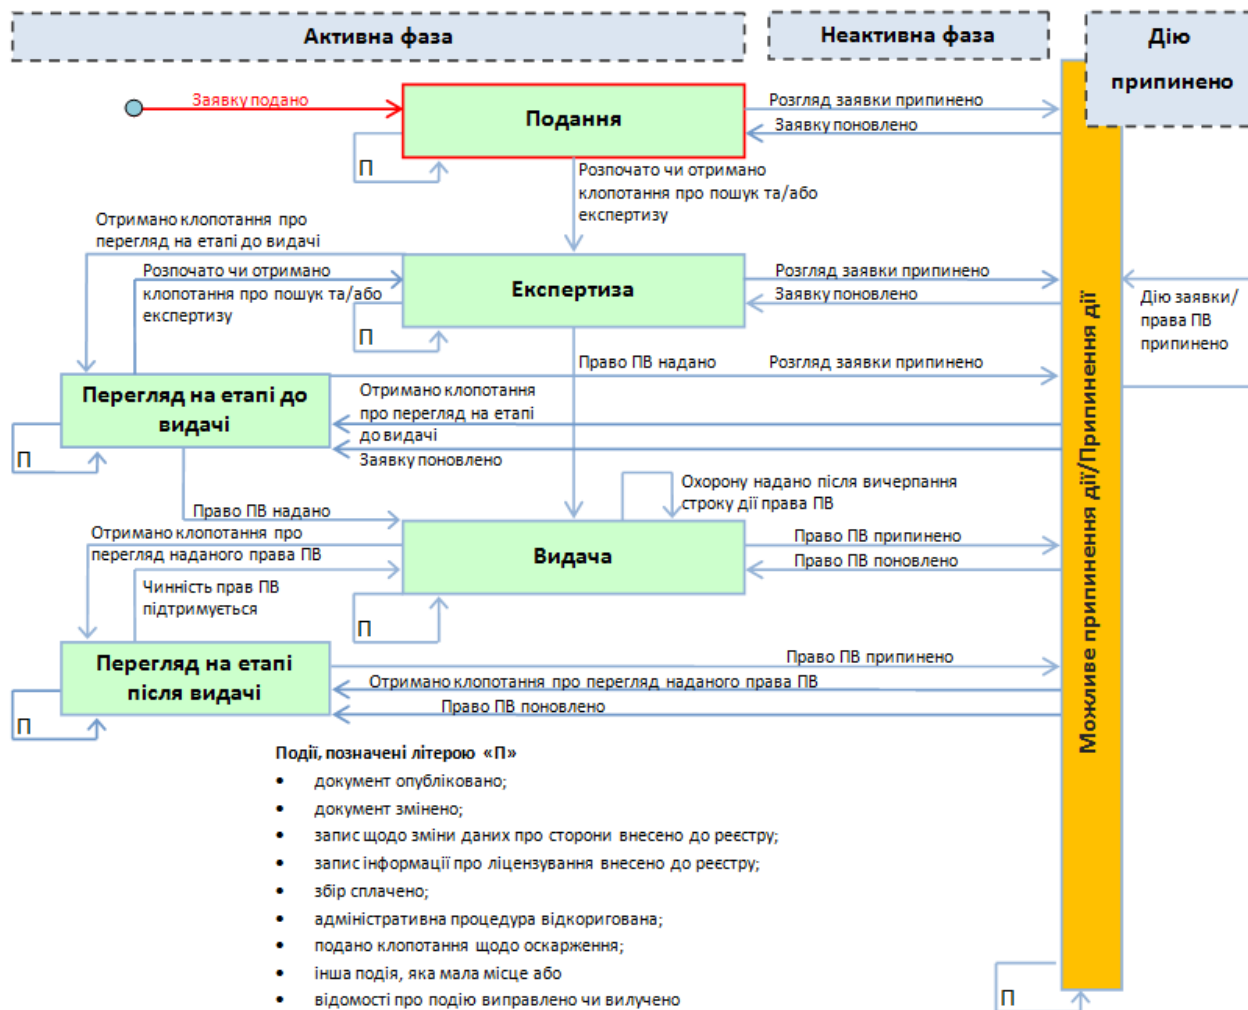 Активна фаза
Неактивна фаза
Дію
припинено
Заявку подано
Подання
Розгляд заявки припинено
Заявку поновлено
П
Розпочато чи отримано
клопотання про пошук та/або
експертизу
Отримано клопотання про
перегляд на етапі до видачі
Розпочато чи отримано
клопотання про пошук та/або
експертизу
Експертиза
Розгляд заявки припинено
Заявку поновлено
П
Дію заявки/
права ПВ
припинено
Право ПВ надано
Розгляд заявки припинено
Перегляд на етапі до
видачі
Отримано клопотання
про перегляд на етапі
до видачі
Заявку поновлено
П
Можливе припинення дії/Припинення дії
Охорону надано після вичерпання
строку дії права ПВ
Право ПВ надано
Отримано клопотання про
перегляд наданого права ПВ
Видача
Право ПВ припинено
Право ПВ поновлено
Чинність прав ПВ
підтримується
П
Перегляд на етапі
після видачі
Право ПВ припинено
Отримано клопотання про перегляд наданого права ПВ
Право ПВ поновлено
П
Події, позначені літерою «П»
• документ опубліковано;
• документ змінено;
• запис щодо зміни даних про сторони внесено до реєстру;
• запис інформації про ліцензування внесено до реєстру;
• збір сплачено;
• адміністративна процедура відкоригована;
• подано клопотання щодо оскарження;
• інша подія, яка мала місце або
• відомості про подію виправлено чи вилучено
П